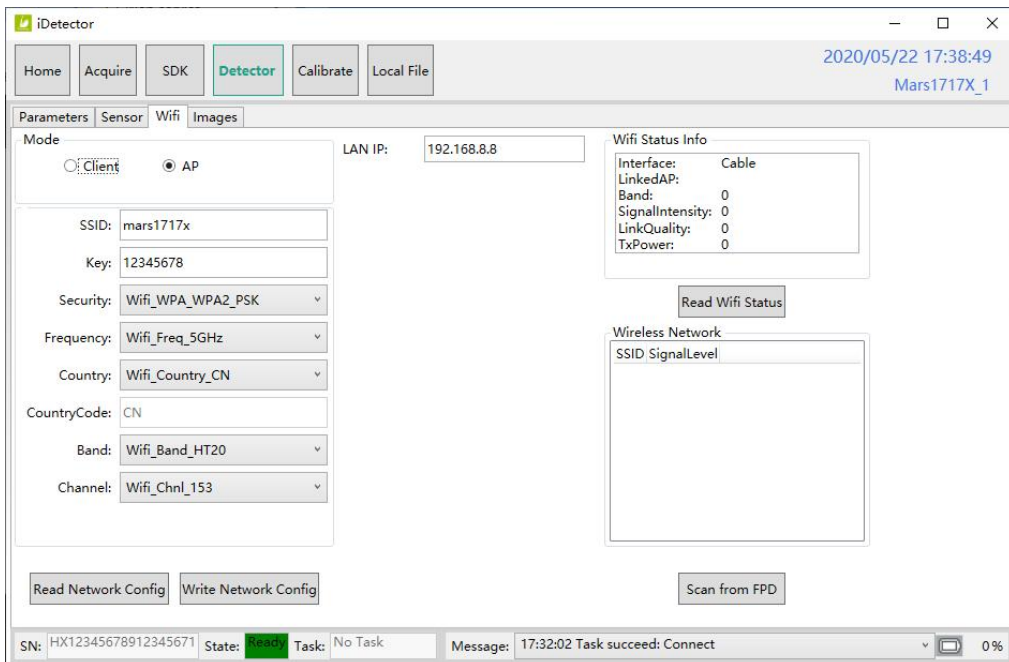 iDetector
Home Acquire SDK Detector Calibrate Local File
2020/05/22 17:38:49
Mars1717X_1
Parameters Sensor Wifi Images
Mode
Client AP
SSID: mars1717x
Key: 12345678
Security: Wifi_WPA_WPA2_PSK
Frequency: Wifi_Freq_5GHz
Country: Wifi_Country_CN
CountryCode: CN
Band: Wifi_Band_HT20
Channel: Wifi_Chnl_153
Read Network Config Write Network Config
LAN IP: 192.168.8.8
Wifi Status Info
Interface: Cable
LinkedAP:
Band: 0
SignalIntensity: 0
LinkQuality: 0
TxPower: 0
Read Wifi Status
Wireless Network
SSID SignalLevel
Scan from FPD
SN: HX12345678912345671 State: Ready Task: No Task Message: 17:32:02 Task succeed: Connect 0%